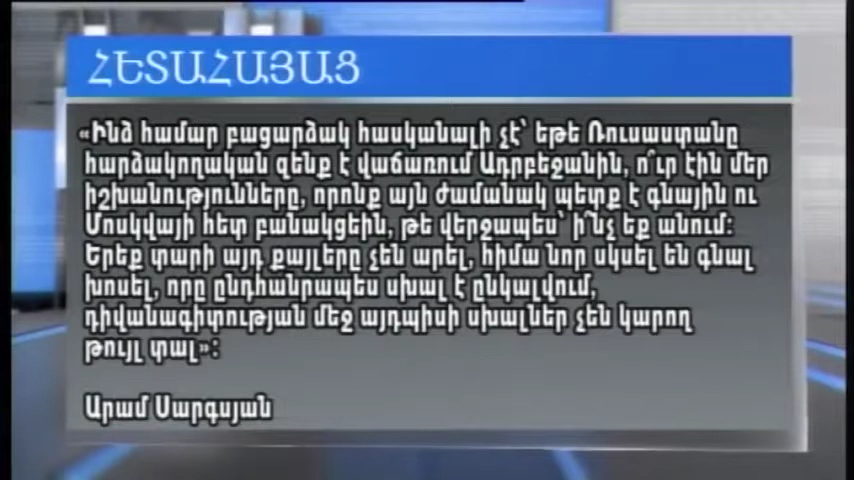 ՀԵՏԱՀԱՅԱՑ
«Ինձ համար բացարձակ հասկանալի չէ՝ եթե Ռուսաստանը
հարձակողական զենք է վաճառում Ադրբեջանին, ո՞ւր էին մեր
իշխանությունները, որոնք այն ժամանակ պետք է գնային ու
Մոսկվայի հետ բանակցեին, թե վերջապես՝ ի՞նչ եք անում:
Երեք տարի այդ քայլերը չեն արել, հիմա նոր սկսել են գնալ
խոսել, որը ընդհանրապես սխալ է ընկալվում,
դիվանագիտության մեջ այդպիսի սխալներ չեն կարող
թույլ տալ»:
Արամ Սարգսյան